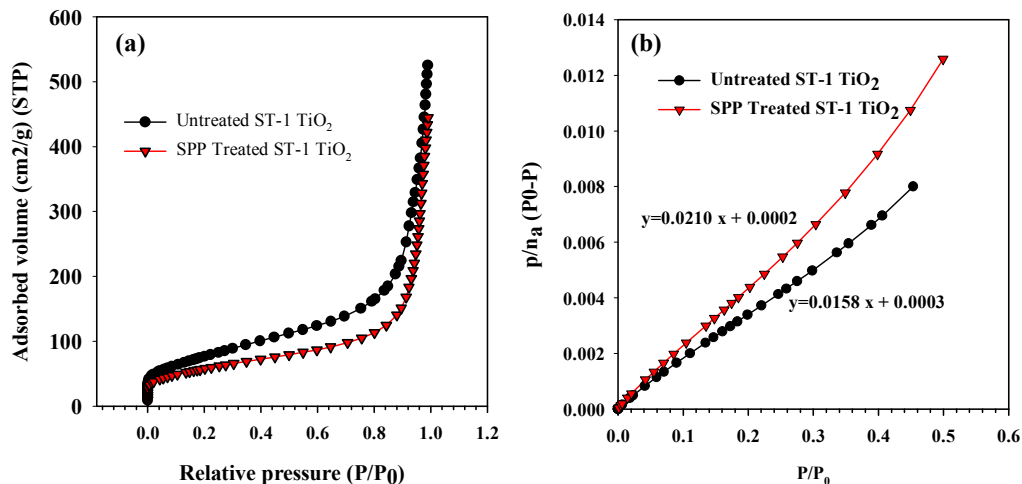 (a)
Adsorbed volume (cm2/g) (STP)
600
500
400
300
200
100
0
Untreated ST-1 TiO₂
SPP Treated ST-1 TiO₂
0.0 0.2 0.4 0.6 0.8 1.0 1.2
Relative pressure (P/P0)
(b)
p/na (P0-P)
0.014
0.012
0.010
0.008
0.006
0.004
0.002
0.000
Untreated ST-1 TiO₂
SPP Treated ST-1 TiO₂
y=0.0210 x + 0.0002
y=0.0158 x + 0.0003
0.0 0.1 0.2 0.3 0.4 0.5 0.6
P/P₀